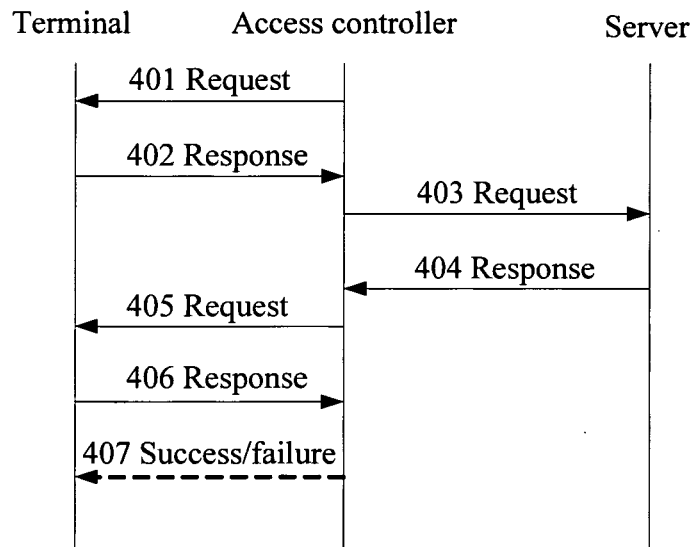 Terminal Access controller Server
401 Request
402 Response
403 Request
404 Response
405 Request
406 Response
407 Success/failure